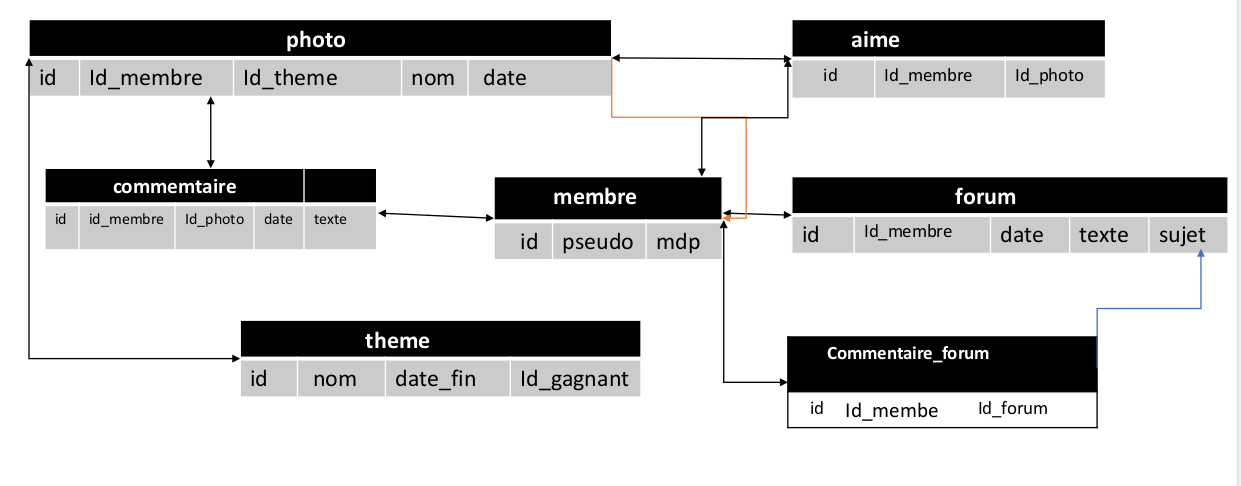 photo
id Id_membre Id_theme nom date
aime
id Id_membre Id_photo
commemtaire
id id_membre Id_photo date texte
membre
id pseudo mdp
forum
id Id_membre date texte sujet
theme
id nom date_fin Id_gagnant
Commentaire_forum
id Id_membe Id_forum